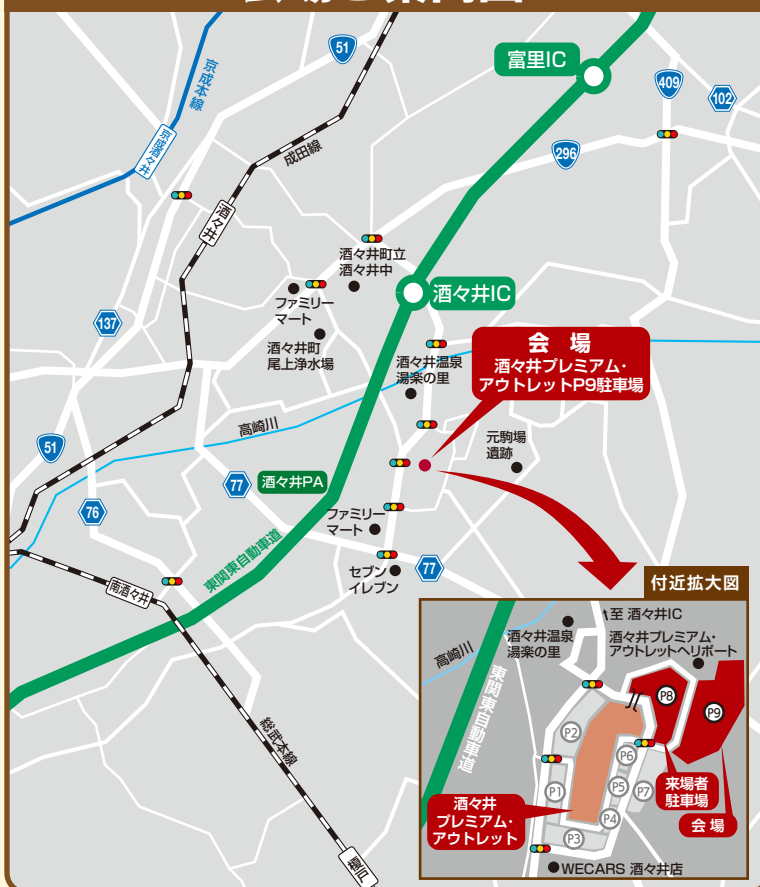 51
富里IC
409
102
京成本線
京成酒々井
成田線
296
酒々井
酒々井町立
酒々井中
酒々井IC
ファミリー
マート
137
酒々井町
尾上浄水場
酒々井温泉
湯楽の里
会 場
酒々井プレミアム・
アウトレットP9駐車場
高崎川
元駒場
遺跡
51
76
77
酒々井PA
ファミリー
マート
東関東自動車道
セブン
イレブン
77
南酒々井
総武本線
榎戸
付近拡大図
至 酒々井IC
酒々井温泉
湯楽の里
酒々井プレミアム・
アウトレットヘリポート
高崎川
東関東自動車道
P8
P9
P2
P6
P1
P5
P7
P4
P3
来場者
駐車場
会 場
酒々井
プレミアム・
アウトレット
WECARS 酒々井店